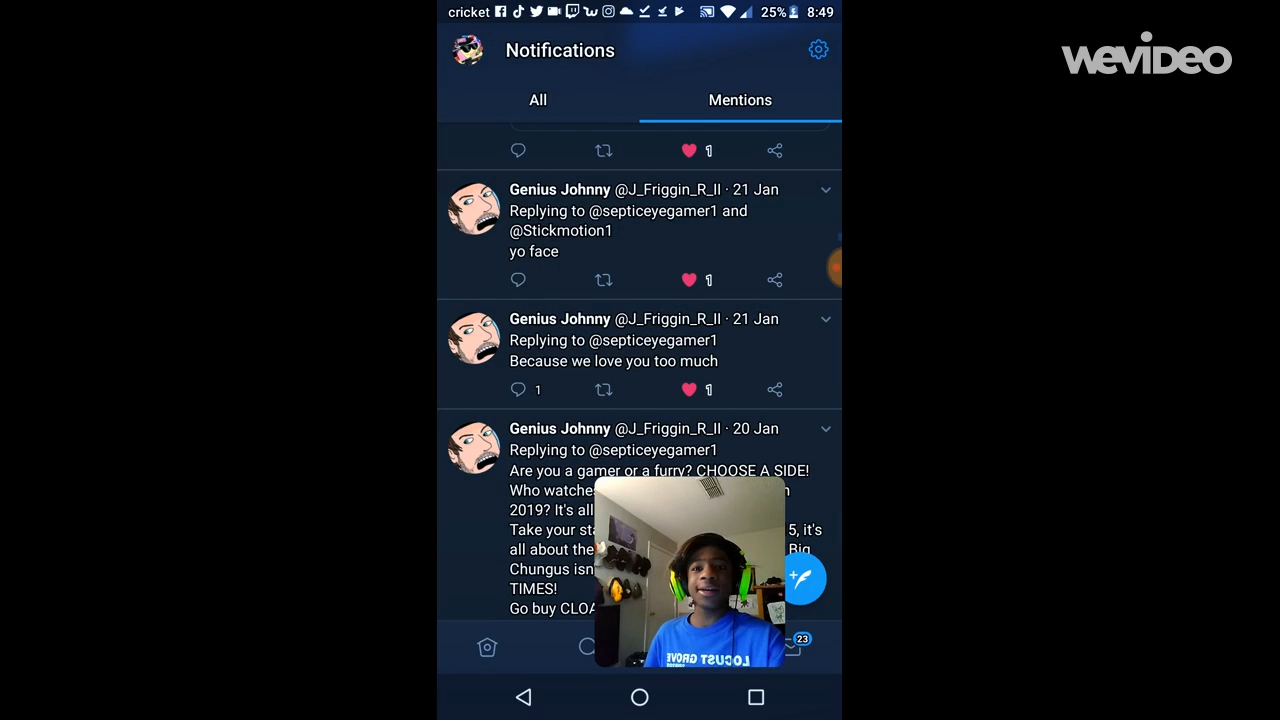 cricket 25% 8:49
WEVIDEO
Notifications
All Mentions
1
Genius Johnny @J_Friggin_R_II · 21 Jan
Replying to @septiceyegamer1 and
@Stickmotion1
yo face
1
Genius Johnny @J_Friggin_R_II · 21 Jan
Replying to @septiceyegamer1
Because we love you too much
1 1
Genius Johnny @J_Friggin_R_II · 20 Jan
Replying to @septiceyegamer1
Are you a gamer or a furry? CHOOSE A SIDE!
Who watches
2019? It's all
Take your 5, it's
all about the Big
Chungus
TIMES!
Go buy
23
LOCUST GROVE